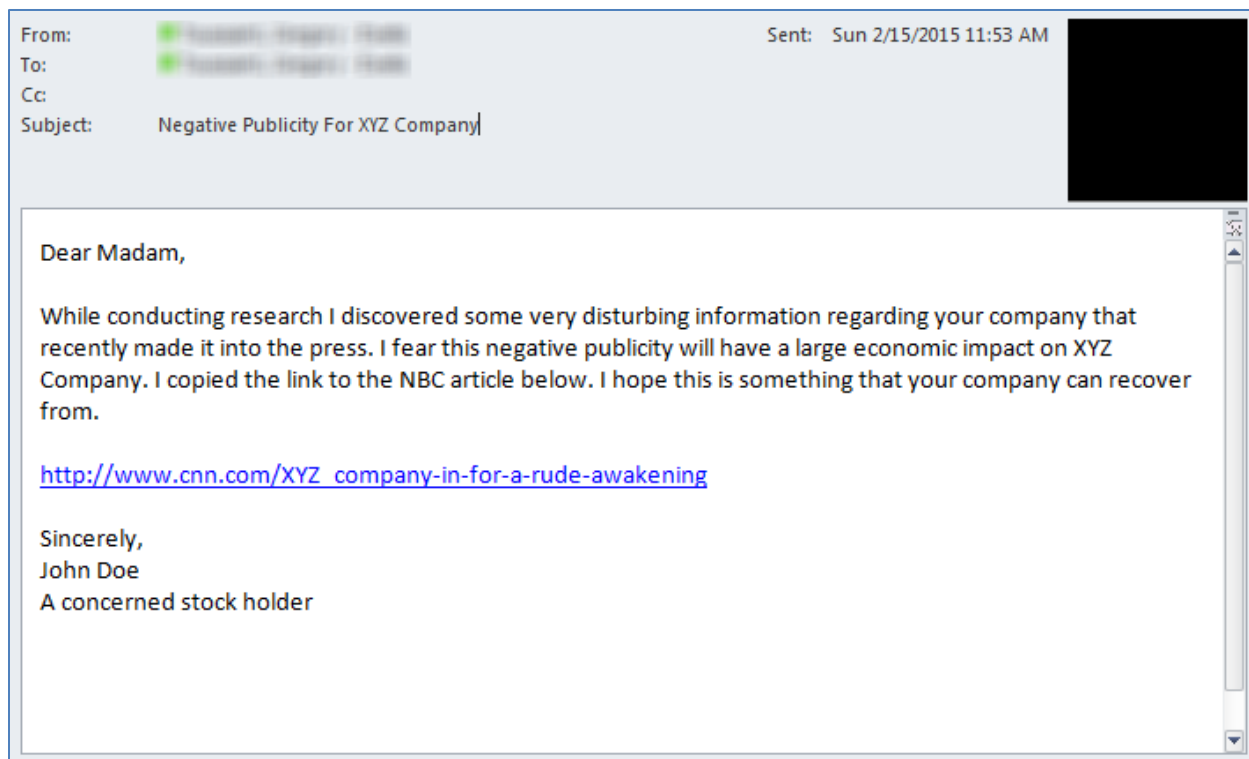 From:
Sent: Sun 2/15/2015 11:53 AM
To:
Cc:
Subject: Negative Publicity For XYZ Company
Dear Madam,
While conducting research I discovered some very disturbing information regarding your company that
recently made it into the press. I fear this negative publicity will have a large economic impact on XYZ
Company. I copied the link to the NBC article below. I hope this is something that your company can recover
from.
http://www.cnn.com/XYZ_company-in-for-a-rude-awakening
Sincerely,
John Doe
A concerned stock holder